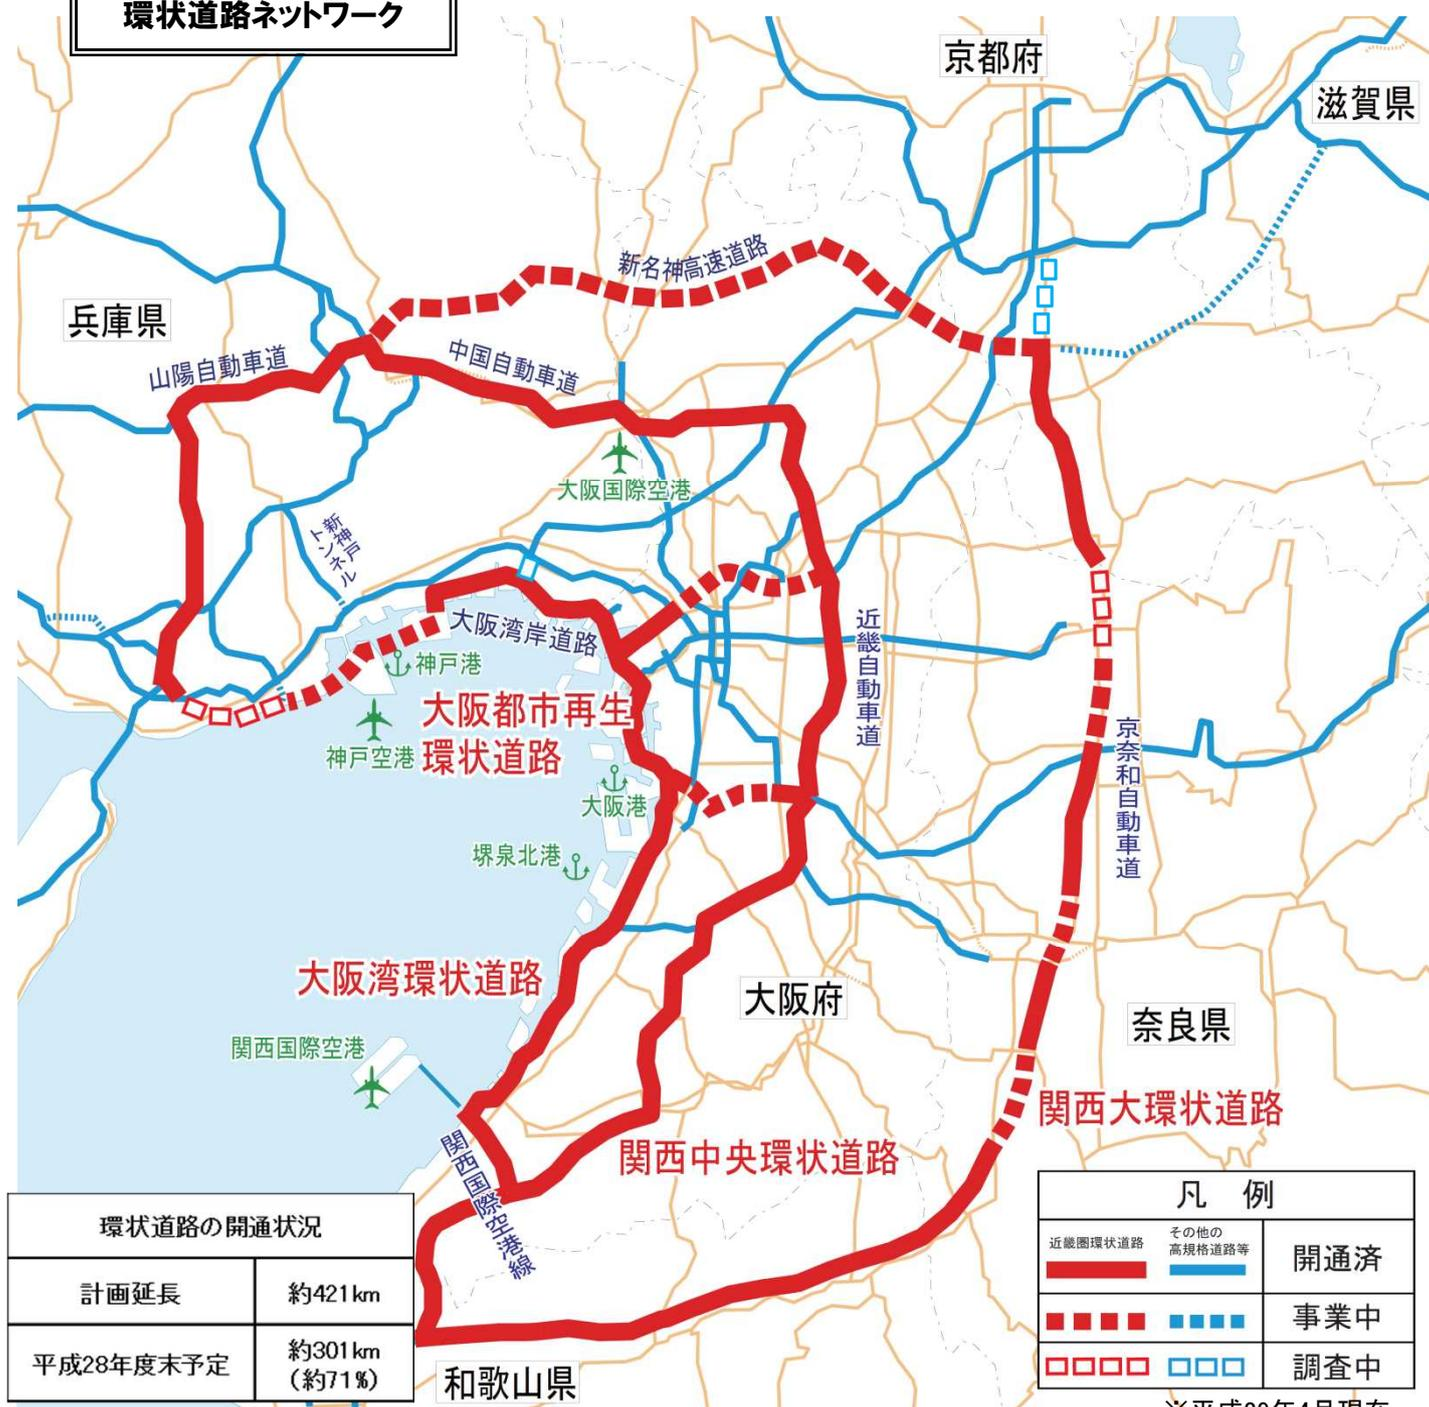 環状道路ネットワーク
京都府
滋賀県
新名神高速道路
兵庫県
山陽自動車道
中国自動車道
大阪国際空港
新神戸
トンネル
大阪湾岸道路
近畿自動車道
神戸港
大阪都市再生
環状道路
神戸空港
大阪港
京奈和自動車道
堺泉北港
大阪湾環状道路
大阪府
奈良県
関西国際空港
関西大環状道路
関西国際空港線
関西中央環状道路
環状道路の開通状況
計画延長 約421km
平成28年度末予定 約301km
(約71%)
和歌山県
凡 例
近畿圏環状道路 その他の
高規格道路等 開通済
事業中
調査中